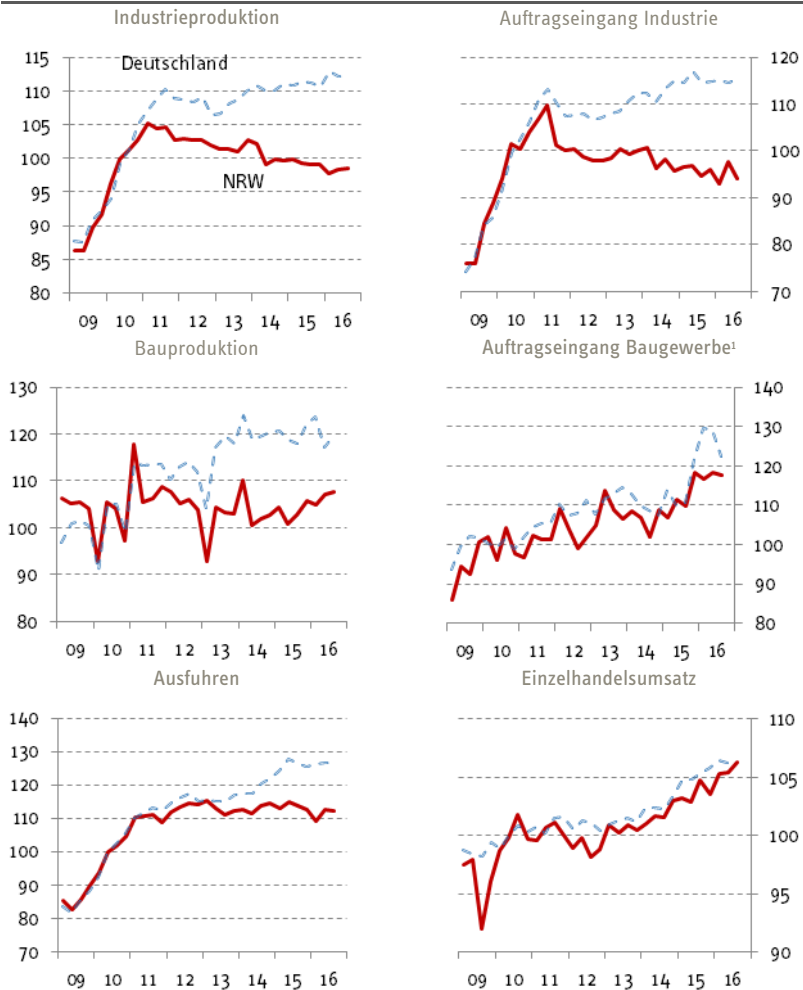 Industrieproduktion
115
110
105
100
95
90
85
80
Deutschland
NRW
09 10 11 12 13 14 15 16
Auftragseingang Industrie
120
110
100
90
80
70
09 10 11 12 13 14 15 16
Bauproduktion
130
120
110
100
90
80
09 10 11 12 13 14 15 16
Auftragseingang Baugewerbe¹
140
130
120
110
100
90
80
09 10 11 12 13 14 15 16
Ausfuhren
140
130
120
110
100
90
80
70
09 10 11 12 13 14 15 16
Einzelhandelsumsatz
110
105
100
95
90
09 10 11 12 13 14 15 16